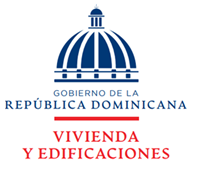 GOBIERNO DE LA
REPÚBLICA DOMINICANA
VIVIENDA
Y EDIFICACIONES